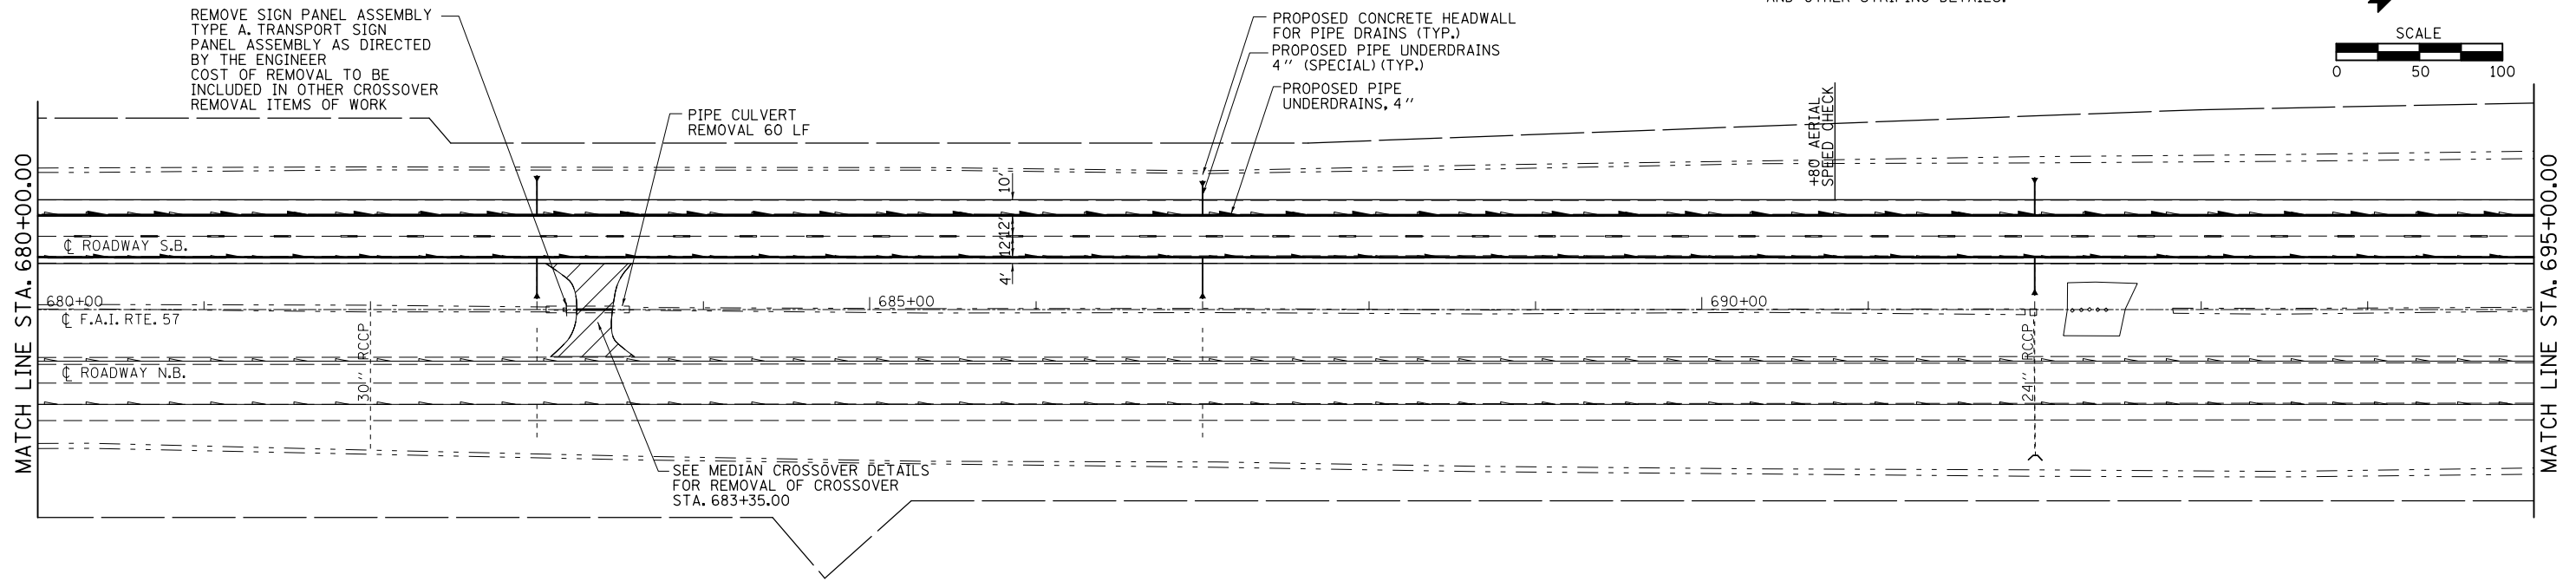 AND OTHER STRIPING DETAILS.
REMOVE SIGN PANEL ASSEMBLY
TYPE A. TRANSPORT SIGN
PANEL ASSEMBLY AS DIRECTED
BY THE ENGINEER
COST OF REMOVAL TO BE
INCLUDED IN OTHER CROSSOVER
REMOVAL ITEMS OF WORK
PIPE CULVERT
REMOVAL 60 LF
PROPOSED CONCRETE HEADWALL
FOR PIPE DRAINS (TYP.)
PROPOSED PIPE UNDERDRAINS
4" (SPECIAL) (TYP.)
PROPOSED PIPE
UNDERDRAINS, 4"
+80 AERIAL
SPEED CHECK
SCALE
0 50 100
MATCH LINE STA. 680+00.00
10'
12'
12'
4'
℄ ROADWAY S.B.
680+00
685+00
690+00
℄ F.A.I. RTE. 57
30" RCCP
24" RCCP
℄ ROADWAY N.B.
SEE MEDIAN CROSSOVER DETAILS
FOR REMOVAL OF CROSSOVER
STA. 683+35.00
MATCH LINE STA. 695+00.00